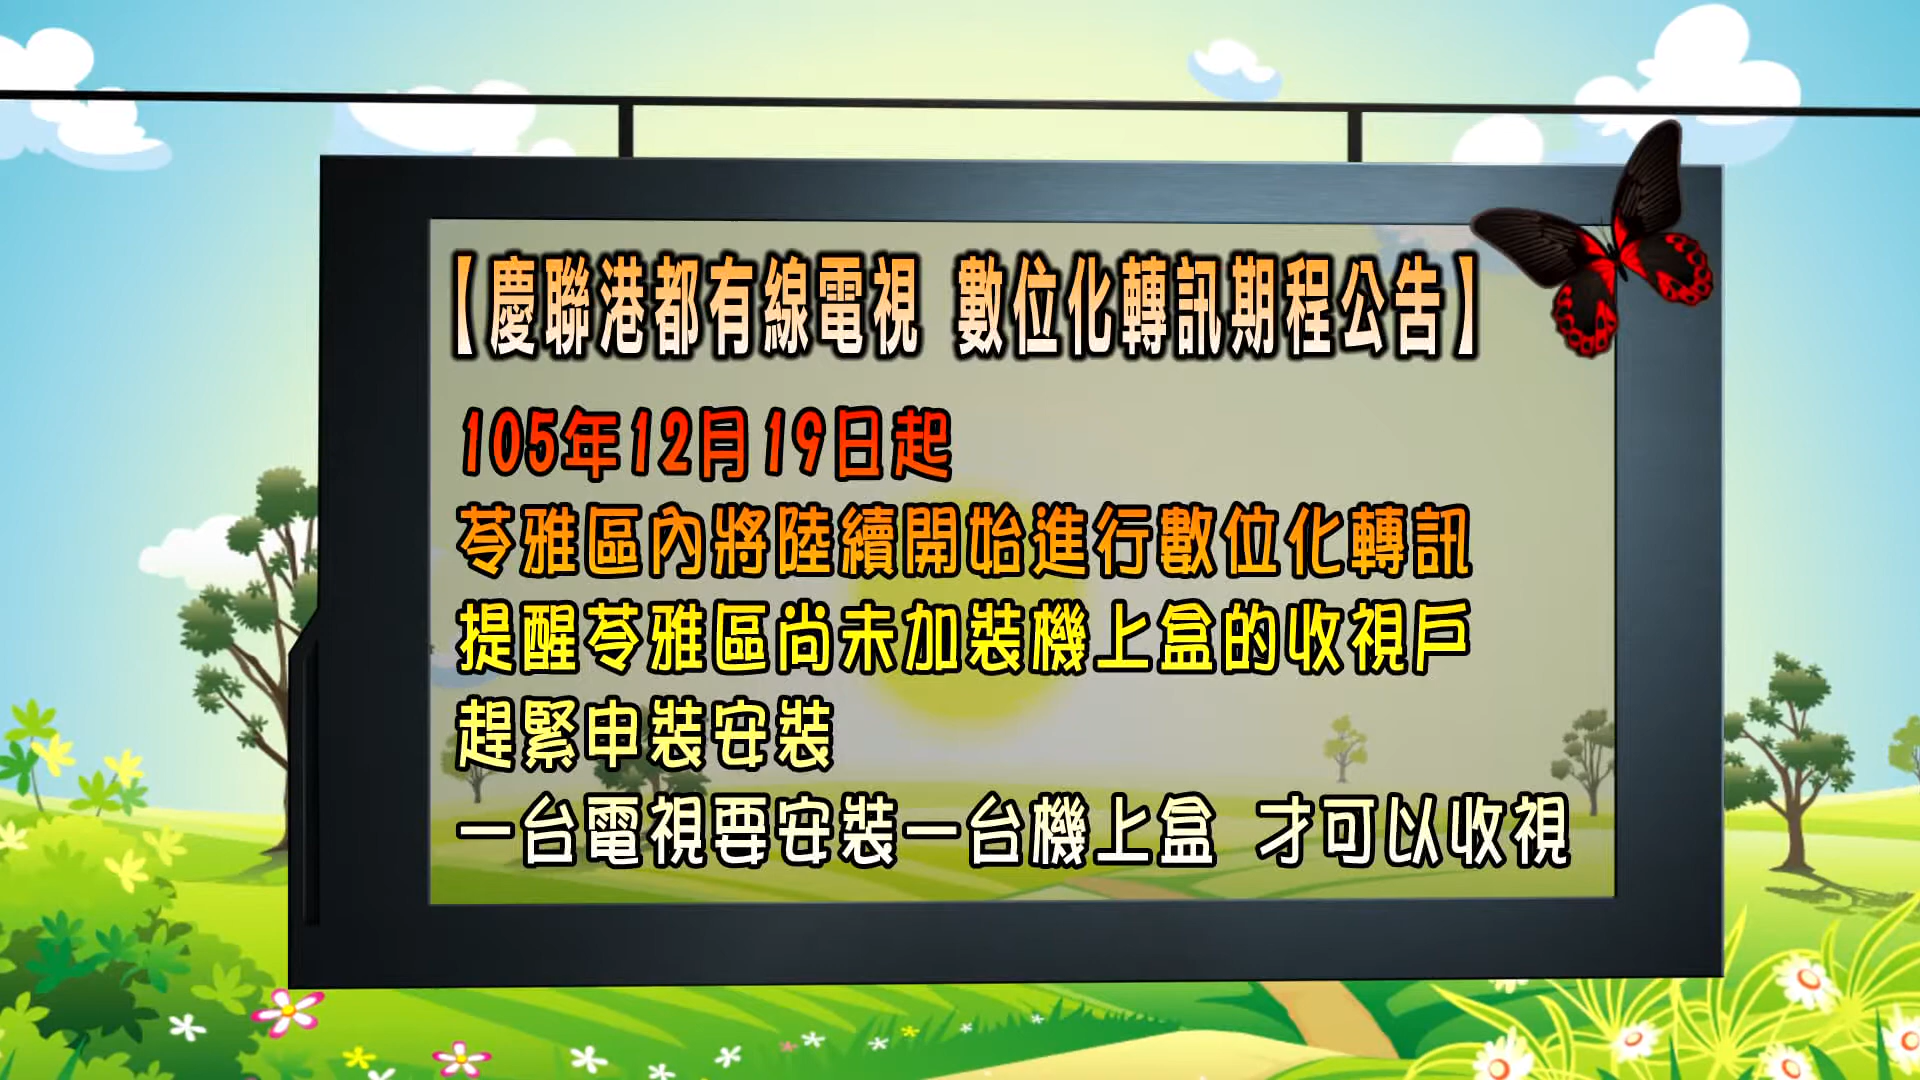 【慶聯港都有線電視 數位化轉訊期程公告】
105年12月19日起
苓雅區內將陸續開始進行數位化轉訊
提醒苓雅區尚未加裝機上盒的收視戶
趕緊申裝安裝
一台電視要安裝一台機上盒 才可以收視